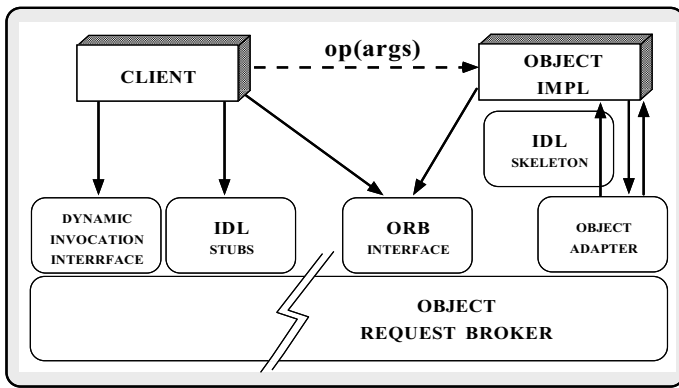 op(args)
CLIENT
OBJECT
IMPL
IDL
SKELETON
DYNAMIC
INVOCATION
INTERRFACE
IDL
STUBS
ORB
INTERFACE
OBJECT
ADAPTER
OBJECT
REQUEST BROKER